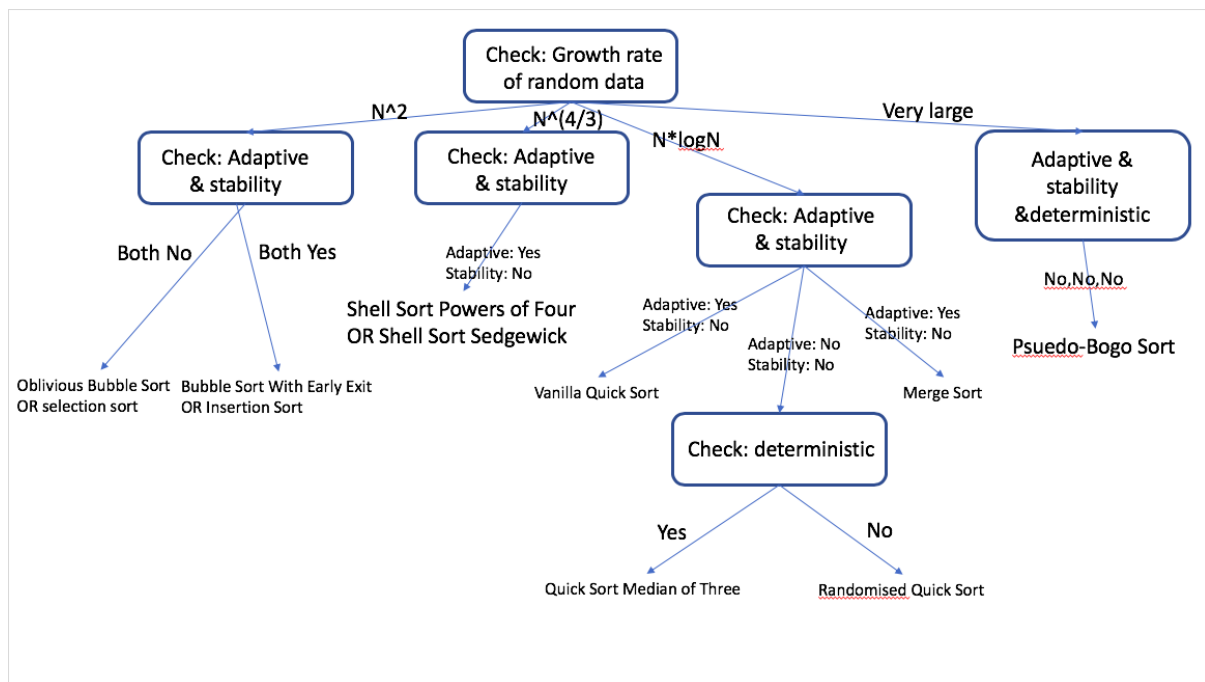 Check: Growth rate
of random data
N^2
N^(4/3)
N*logN
Very large
Check: Adaptive
& stability
Check: Adaptive
& stability
Check: Adaptive
& stability
Adaptive &
stability
&deterministic
Both No
Both Yes
Adaptive: Yes
Stability: No
No,No,No
Shell Sort Powers of Four
OR Shell Sort Sedgewick
Adaptive: Yes
Stability: No
Adaptive: No
Stability: No
Adaptive: Yes
Stability: No
Psuedo-Bogo Sort
Oblivious Bubble Sort
OR selection sort
Bubble Sort With Early Exit
OR Insertion Sort
Vanilla Quick Sort
Merge Sort
Check: deterministic
Yes
No
Quick Sort Median of Three
Randomised Quick Sort